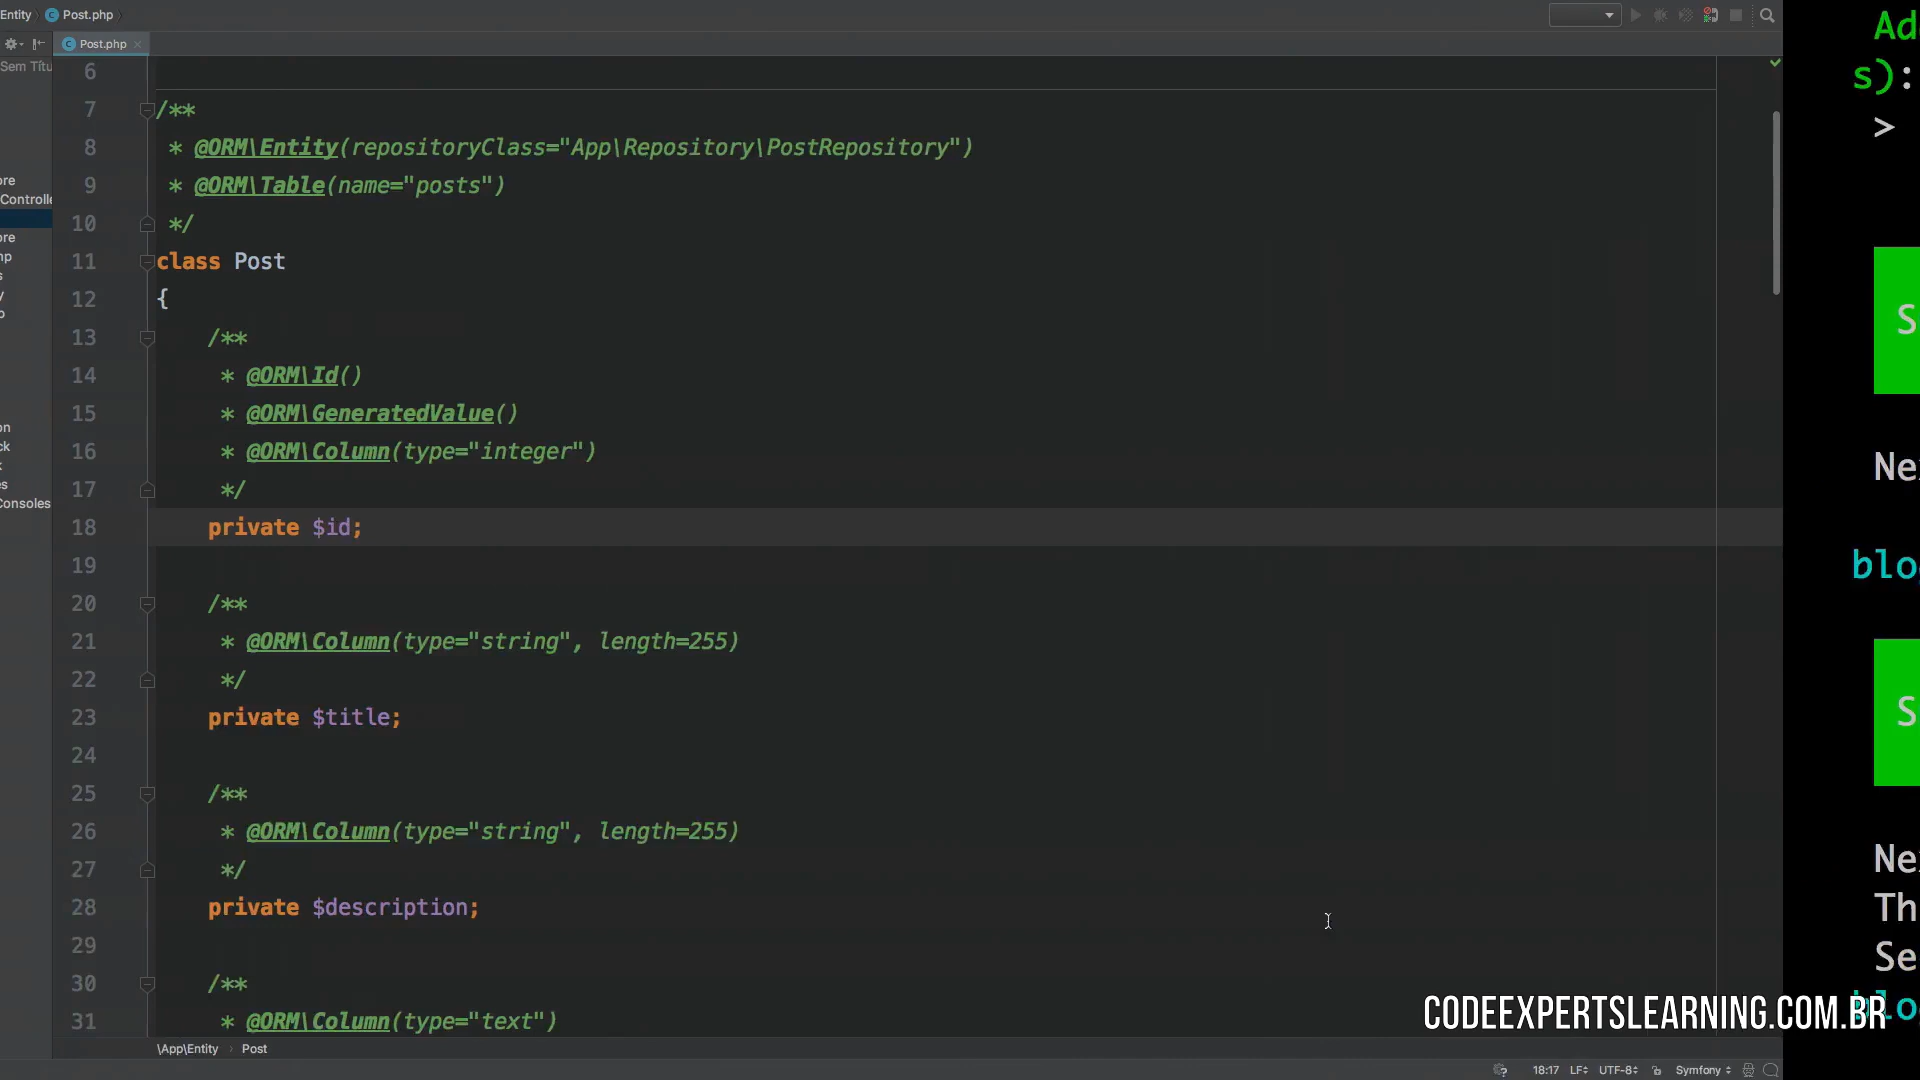 Entity
Post.php
Post.php
Sem Títu
Controlle
Consoles
6
7 /**
8 * @ORM\Entity(repositoryClass="App\Repository\PostRepository")
9 * @ORM\Table(name="posts")
10 */
11 class Post
12 {
13 /**
14 * @ORM\Id()
15 * @ORM\GeneratedValue()
16 * @ORM\Column(type="integer")
17 */
18 private $id;
19
20 /**
21 * @ORM\Column(type="string", length=255)
22 */
23 private $title;
24
25 /**
26 * @ORM\Column(type="string", length=255)
27 */
28 private $description;
29
30 /**
31 * @ORM\Column(type="text")
\App\Entity Post
18:17 LF UTF-8 Symfony
s):
>
CODEEXPERTSLEARNING.COM.BR